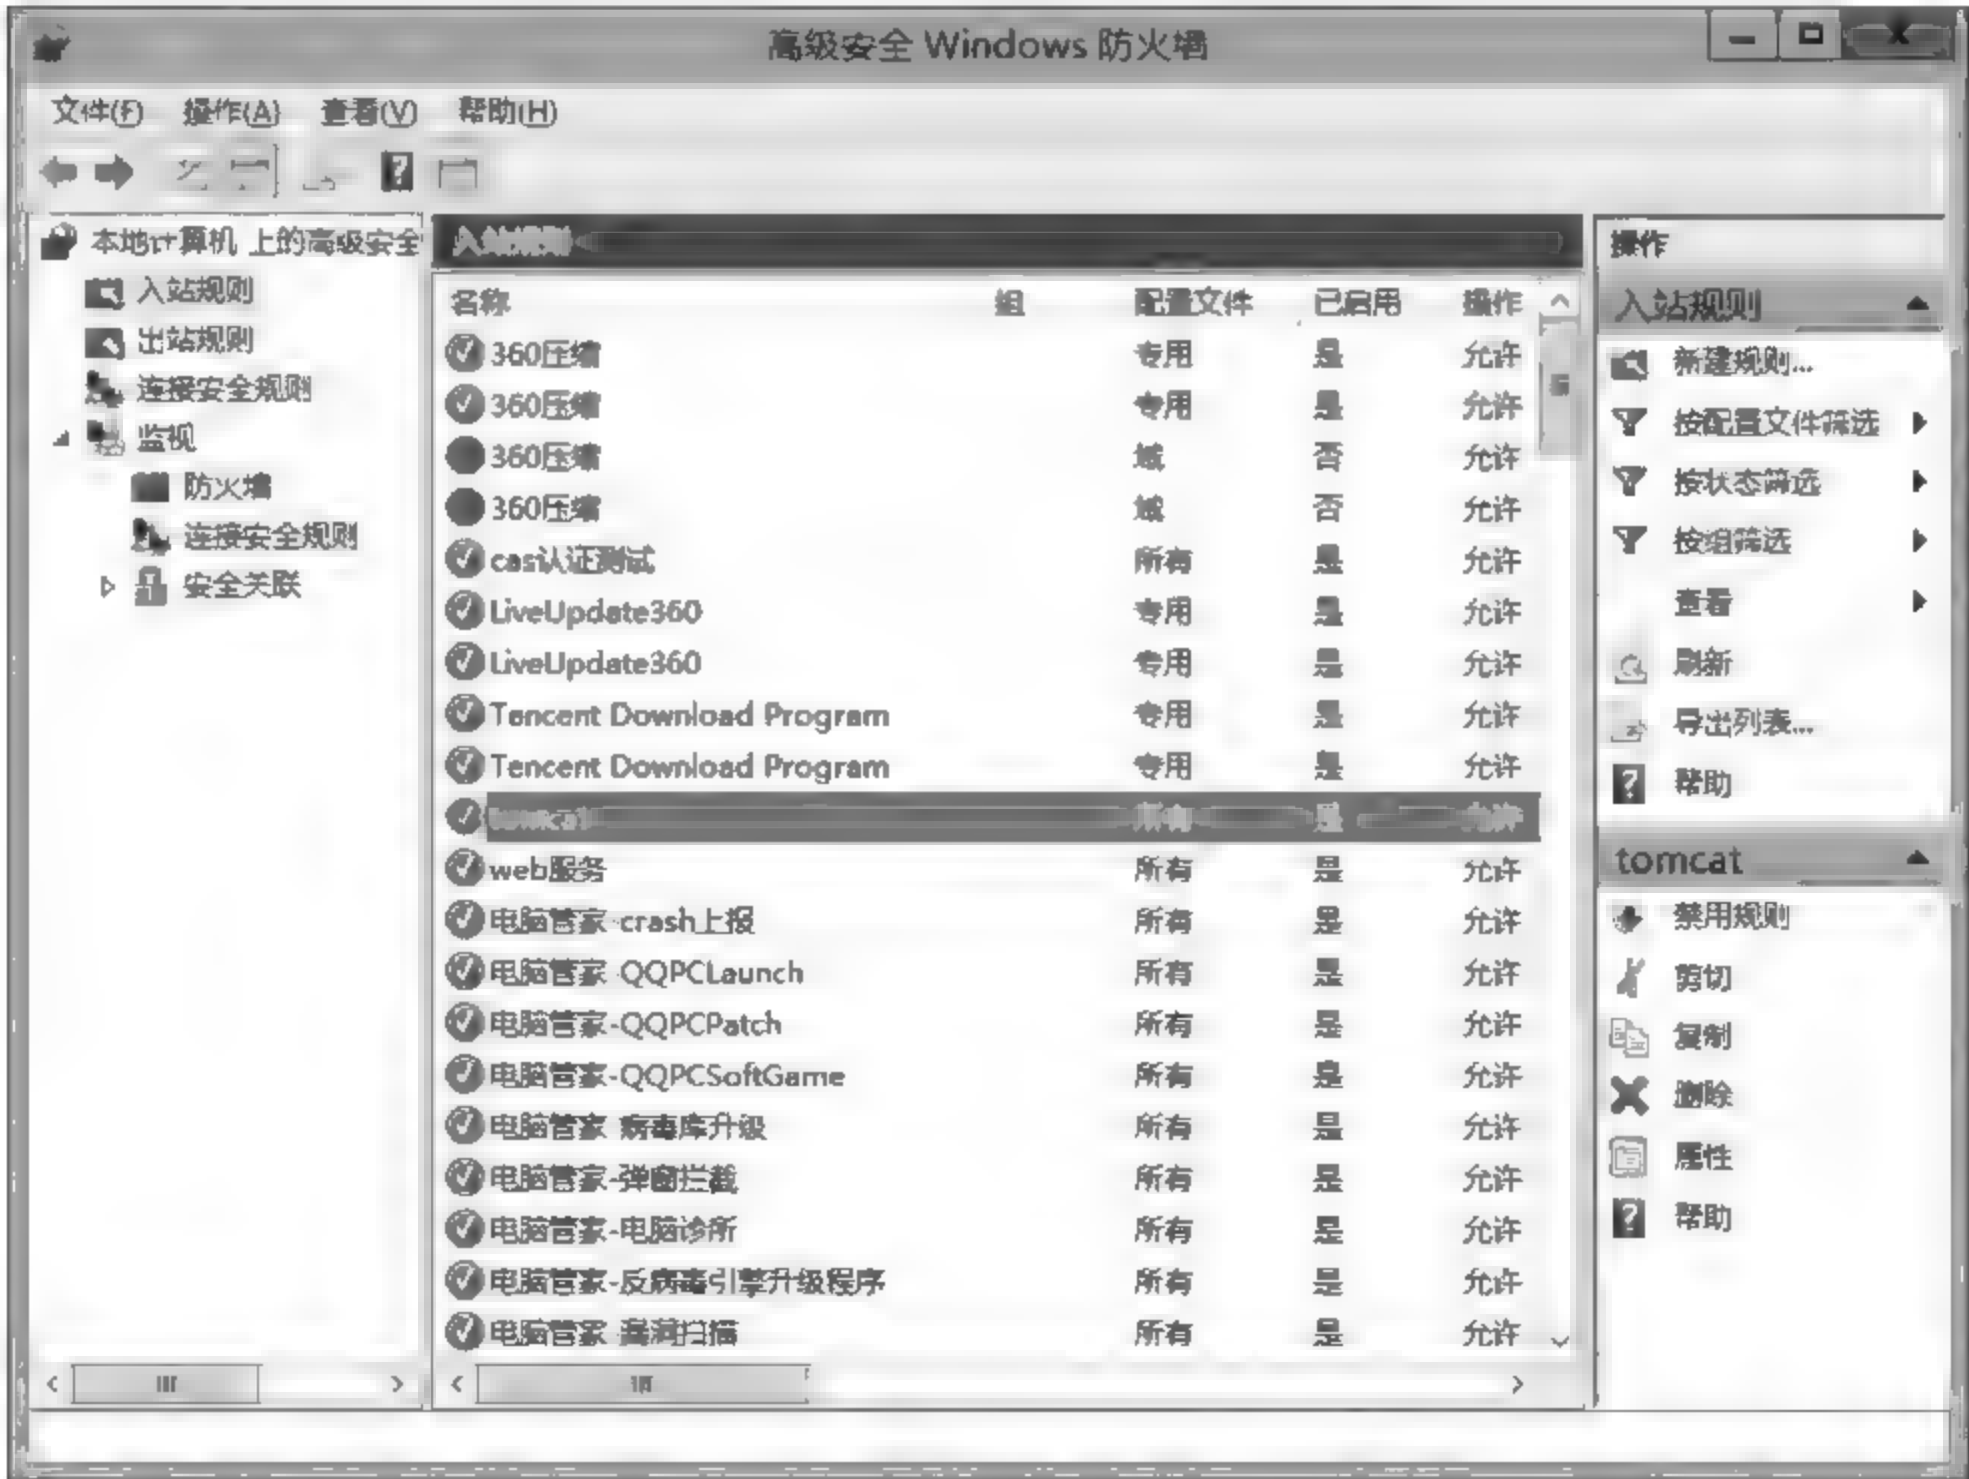 高级安全 Windows 防火墙
文件(F) 操作(A) 查看(V) 帮助(H)
本地计算机 上的高级安全
入站规则
出站规则
连接安全规则
监视
防火墙
连接安全规则
安全关联
入站规则
名称 组 配置文件 已启用 操作
360压缩 专用 是 允许
360压缩 专用 是 允许
360压缩 域 否 允许
360压缩 域 否 允许
cas认证测试 所有 是 允许
LiveUpdate360 专用 是 允许
LiveUpdate360 专用 是 允许
Tencent Download Program 专用 是 允许
Tencent Download Program 专用 是 允许
tomcat 所有 是 允许
web服务 所有 是 允许
电脑管家-crash上报 所有 是 允许
电脑管家-QQPCLaunch 所有 是 允许
电脑管家-QQPCPatch 所有 是 允许
电脑管家-QQPCSoftGame 所有 是 允许
电脑管家-病毒库升级 所有 是 允许
电脑管家-弹窗拦截 所有 是 允许
电脑管家-电脑诊所 所有 是 允许
电脑管家-反病毒引擎升级程序 所有 是 允许
电脑管家-漏洞扫描 所有 是 允许
操作
入站规则
新建规则...
按配置文件筛选
按状态筛选
按组筛选
查看
刷新
导出列表...
帮助
tomcat
禁用规则
剪切
复制
删除
属性
帮助